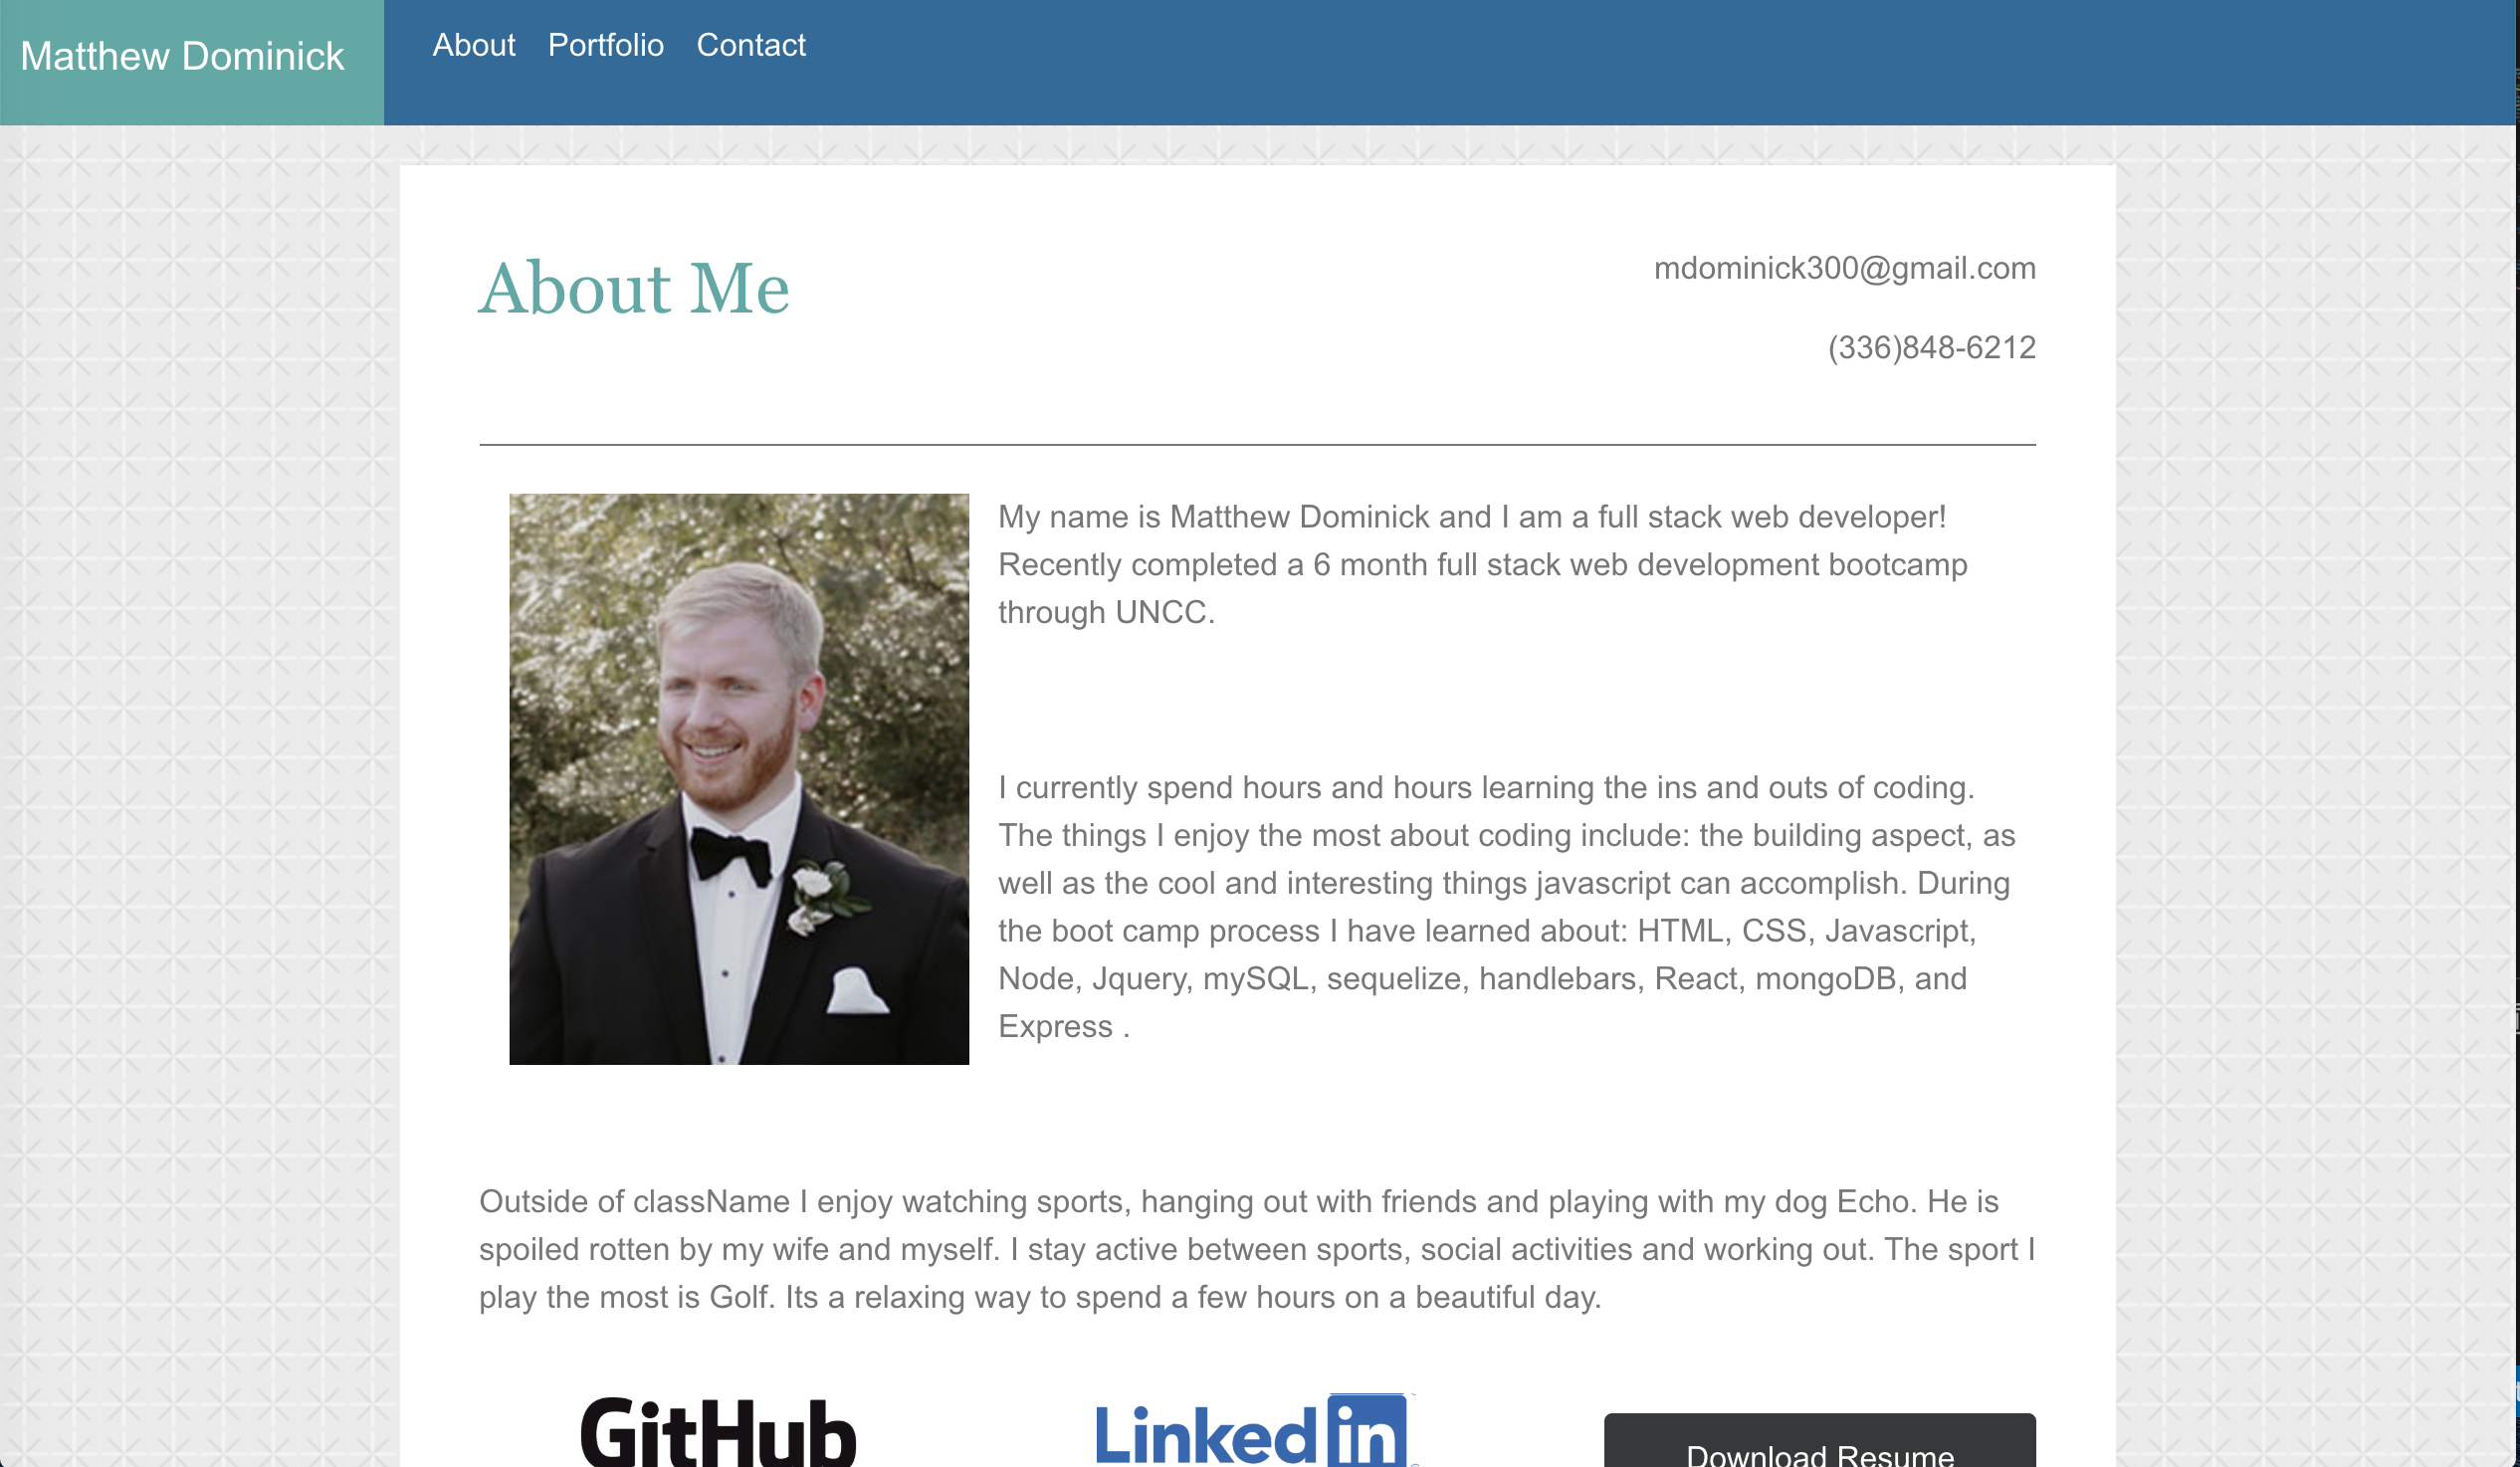 Matthew Dominick
About Portfolio Contact
About Me
mdominick300@gmail.com
(336)848-6212
My name is Matthew Dominick and I am a full stack web developer!
Recently completed a 6 month full stack web development bootcamp
through UNCC.
I currently spend hours and hours learning the ins and outs of coding.
The things I enjoy the most about coding include: the building aspect, as
well as the cool and interesting things javascript can accomplish. During
the boot camp process I have learned about: HTML, CSS, Javascript,
Node, Jquery, mySQL, sequelize, handlebars, React, mongoDB, and
Express .
Outside of className I enjoy watching sports, hanging out with friends and playing with my dog Echo. He is
spoiled rotten by my wife and myself. I stay active between sports, social activities and working out. The sport I
play the most is Golf. Its a relaxing way to spend a few hours on a beautiful day.
GitHub
Linkedin
Download Resume